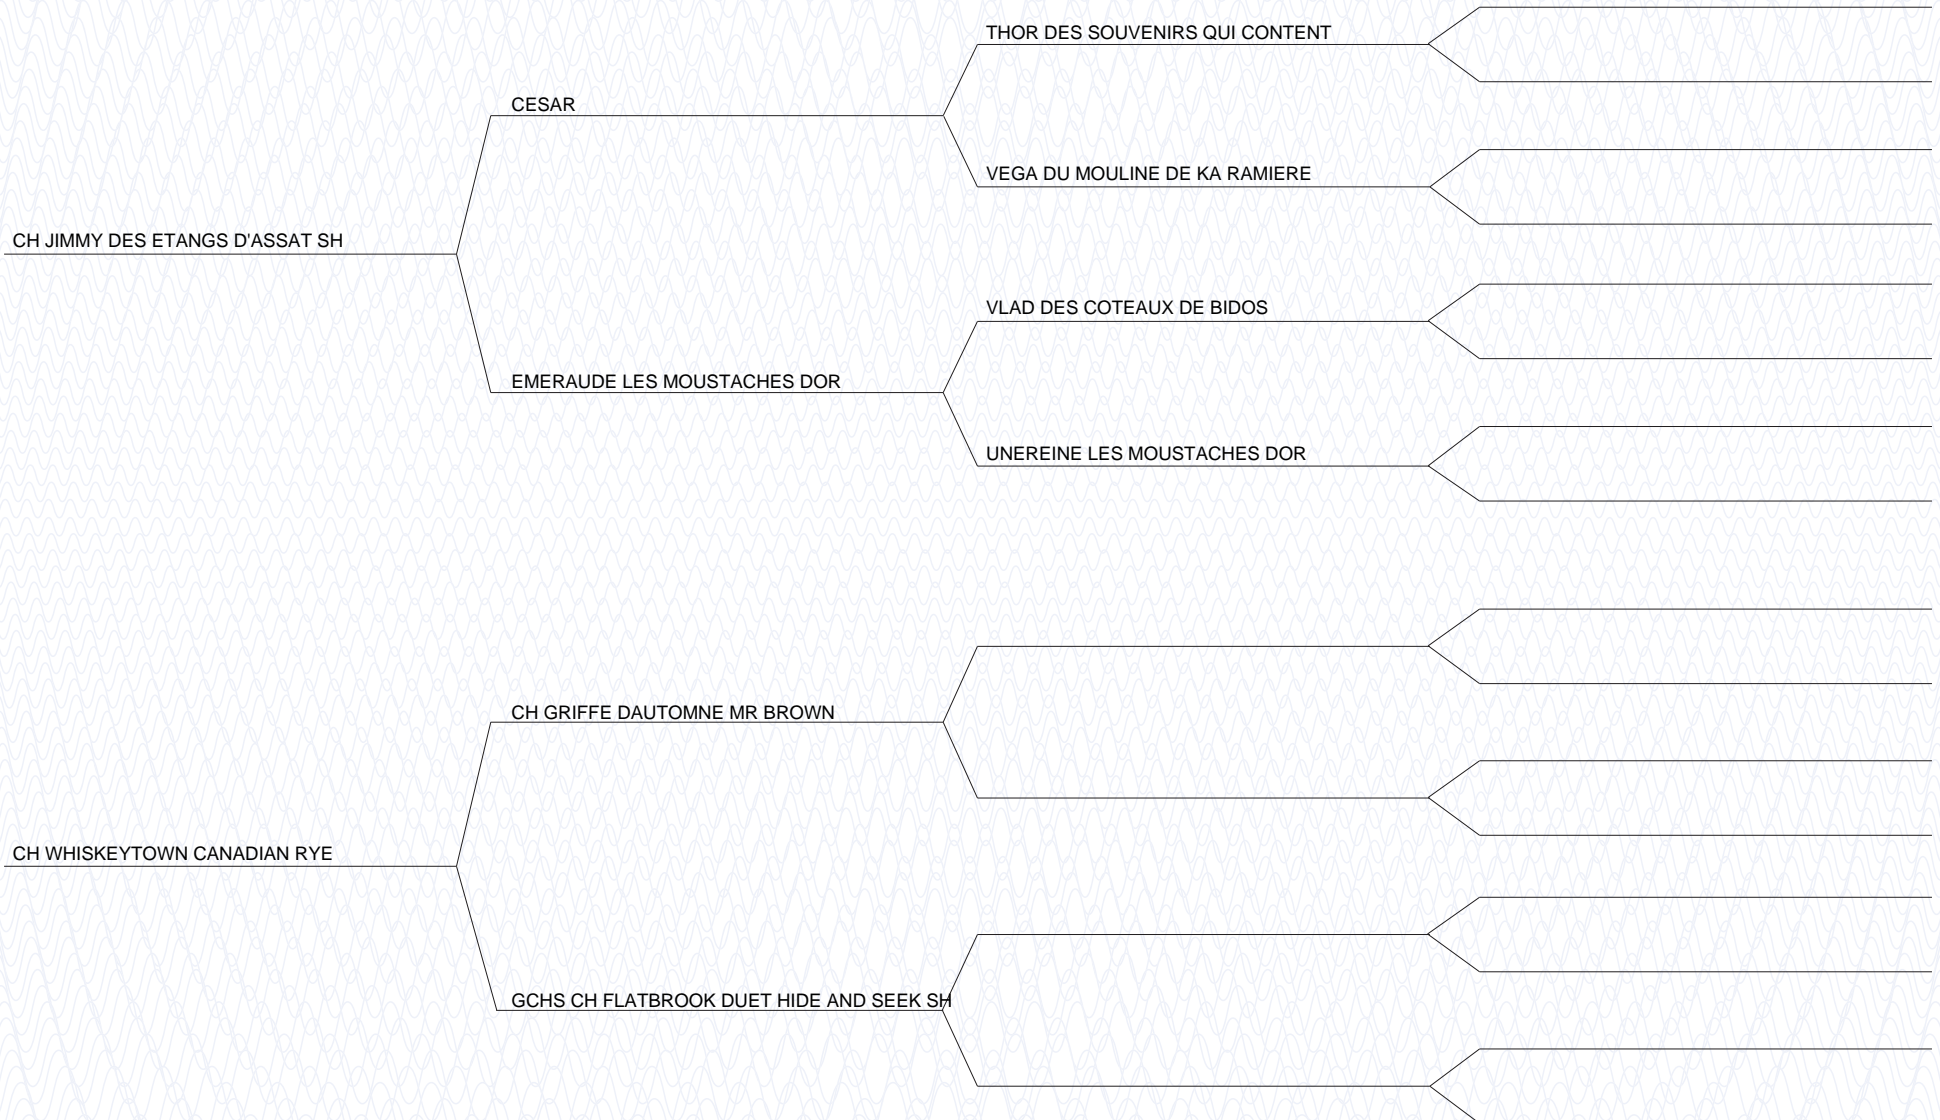 THOR DES SOUVENIRS QUI CONTENT
CESAR
VEGA DU MOULINE DE KA RAMIERE
CH JIMMY DES ETANGS D'ASSAT SH
VLAD DES COTEAUX DE BIDOS
EMERAUDE LES MOUSTACHES DOR
UNEREINE LES MOUSTACHES DOR
CH GRIFFE DAUTOMNE MR BROWN
CH WHISKEYTOWN CANADIAN RYE
GCHS CH FLATBROOK DUET HIDE AND SEEK SH